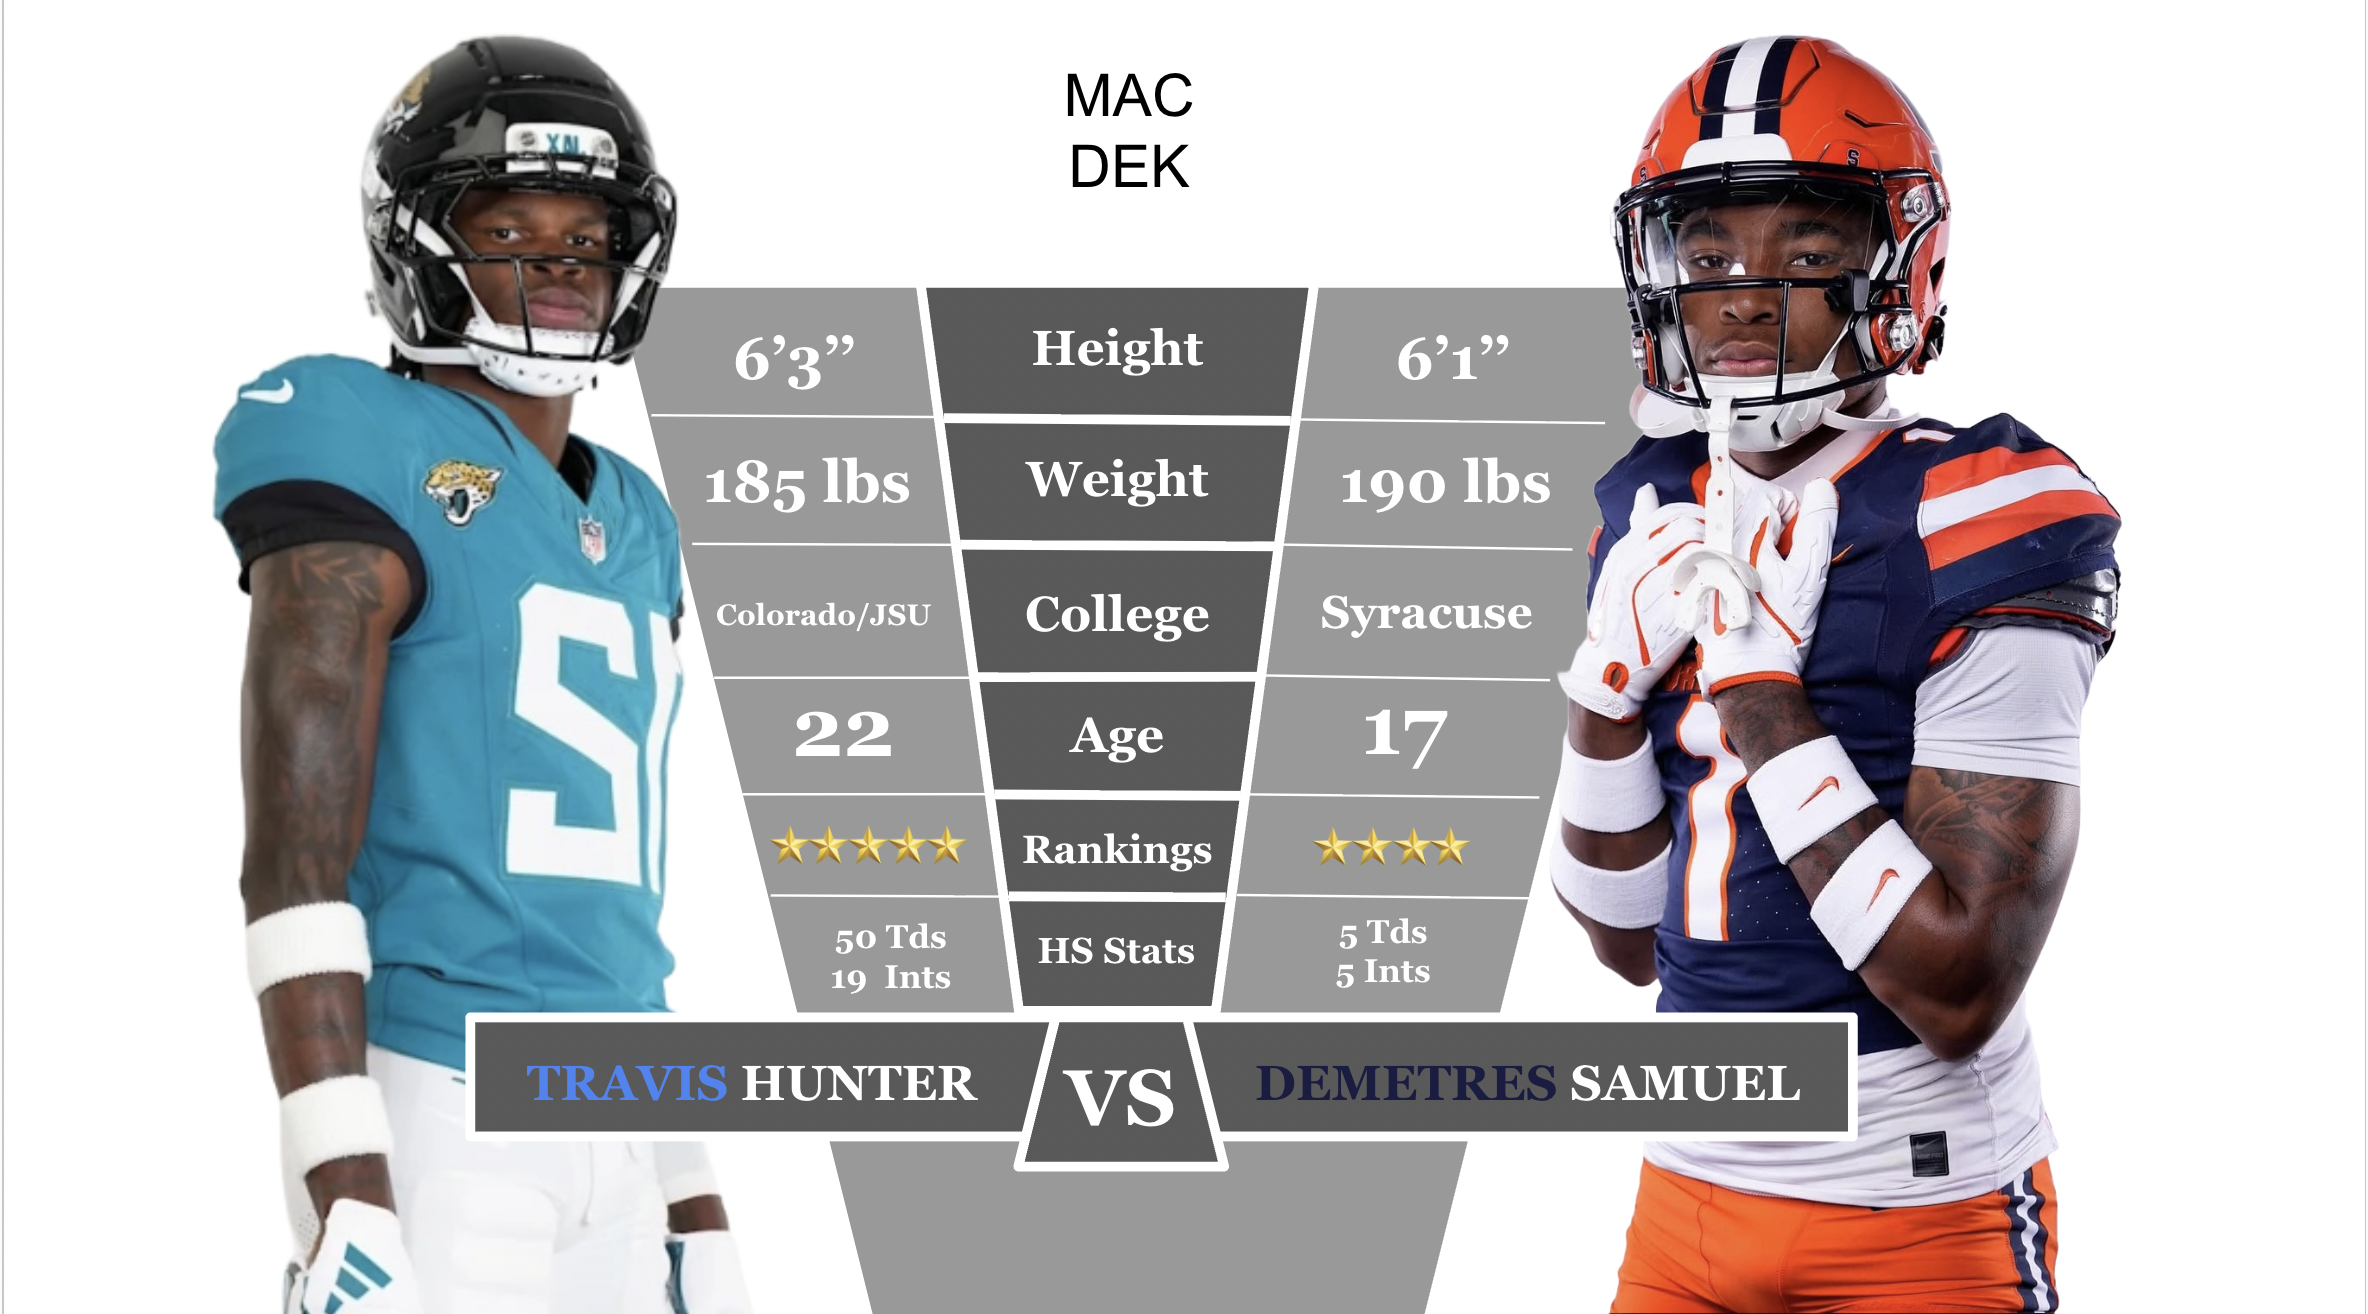 MAC
DEK
6’3” Height 6’1”
185 lbs Weight 190 lbs
Colorado/JSU College Syracuse
22 Age 17
Rankings
50 Tds
19 Ints
HS Stats
5 Tds
5 Ints
TRAVIS HUNTER VS DEMETRES SAMUEL